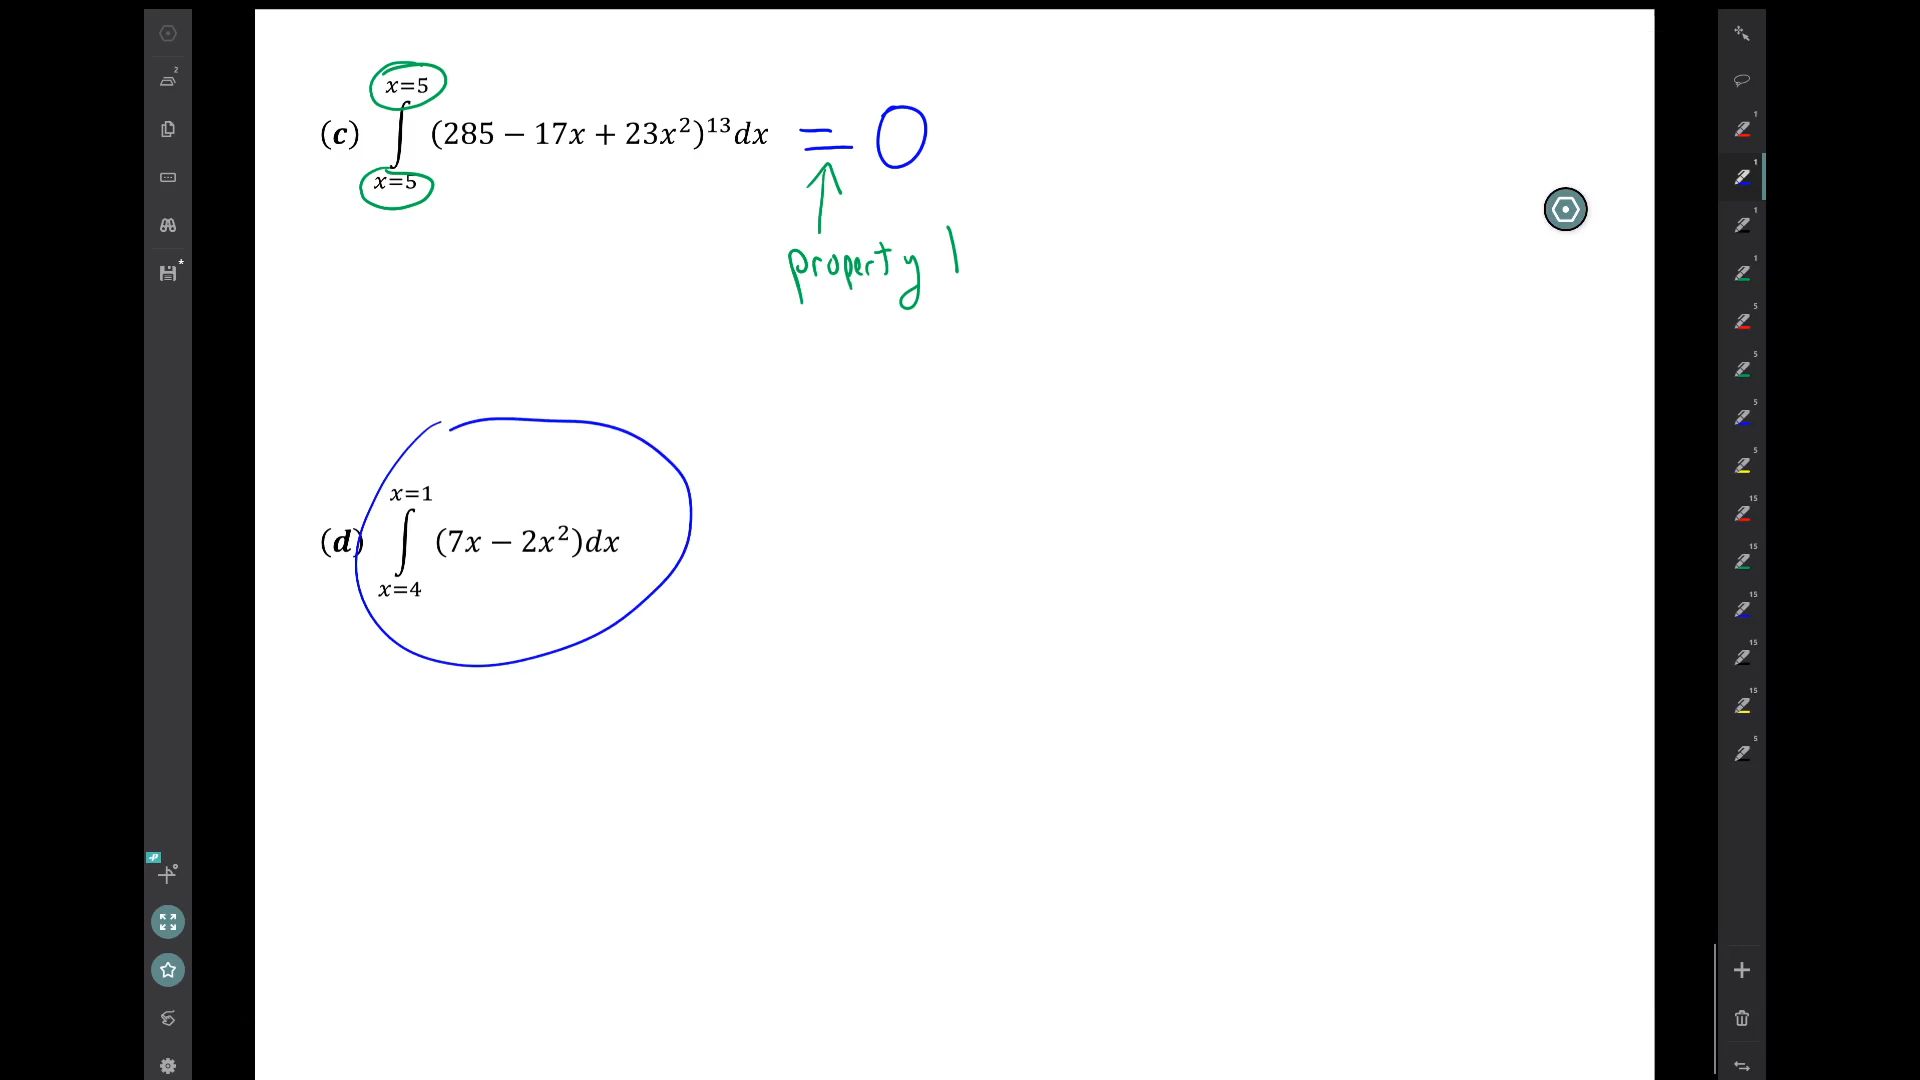 (c) ∫_{x=5}^{x=5} (285 − 17x + 23x²)¹³dx = 0
property 1
(d) ∫_{x=4}^{x=1} (7x − 2x²)dx